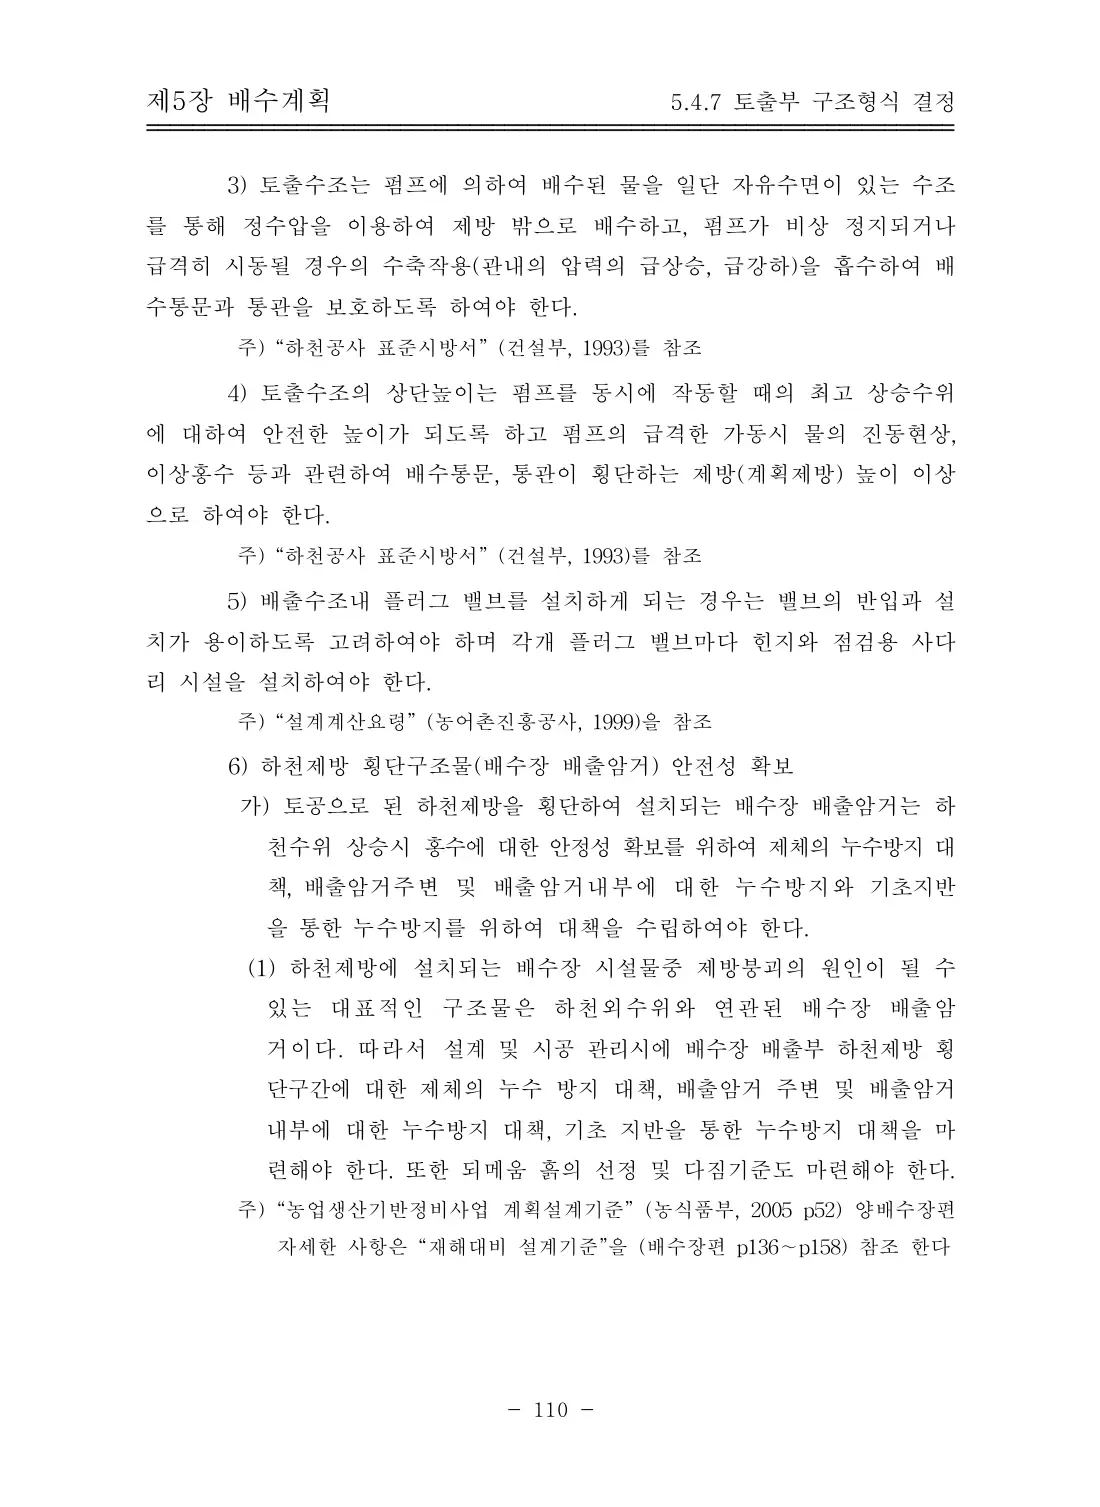 제5장 배수계획
5.4.7 토출부 구조형식 결정
3) 토출수조는 펌프에 의하여 배수된 물을 일단 자유수면이 있는 수조
를 통해 정수압을 이용하여 제방 밖으로 배수하고, 펌프가 비상 정지되거나
급격히 시동될 경우의 수축작용(관내의 압력의 급상승, 급강하)을 흡수하여 배
수통문과 통관을 보호하도록 하여야 한다.
주) “하천공사 표준시방서” (건설부, 1993)를 참조
4) 토출수조의 상단높이는 펌프를 동시에 작동할 때의 최고 상승수위
에 대하여 안전한 높이가 되도록 하고 펌프의 급격한 가동시 물의 진동현상,
이상홍수 등과 관련하여 배수통문, 통관이 횡단하는 제방(계획제방) 높이 이상
으로 하여야 한다.
주) “하천공사 표준시방서” (건설부, 1993)를 참조
5) 배출수조내 플러그 밸브를 설치하게 되는 경우는 밸브의 반입과 설
치가 용이하도록 고려하여야 하며 각개 플러그 밸브마다 힌지와 점검용 사다
리 시설을 설치하여야 한다.
주) “설계계산요령” (농어촌진흥공사, 1999)을 참조
6) 하천제방 횡단구조물(배수장 배출암거) 안전성 확보
가) 토공으로 된 하천제방을 횡단하여 설치되는 배수장 배출암거는 하
천수위 상승시 홍수에 대한 안정성 확보를 위하여 제체의 누수방지 대
책, 배출암거주변 및 배출암거내부에 대한 누수방지와 기초지반
을 통한 누수방지를 위하여 대책을 수립하여야 한다.
(1) 하천제방에 설치되는 배수장 시설물중 제방붕괴의 원인이 될 수
있는 대표적인 구조물은 하천외수위와 연관된 배수장 배출암
거이다. 따라서 설계 및 시공 관리시에 배수장 배출부 하천제방 횡
단구간에 대한 제체의 누수 방지 대책, 배출암거 주변 및 배출암거
내부에 대한 누수방지 대책, 기초 지반을 통한 누수방지 대책을 마
련해야 한다. 또한 되메움 흙의 선정 및 다짐기준도 마련해야 한다.
주) “농업생산기반정비사업 계획설계기준” (농식품부, 2005 p52) 양배수장편
자세한 사항은 “재해대비 설계기준”을 (배수장편 p136~p158) 참조 한다
- 110 -